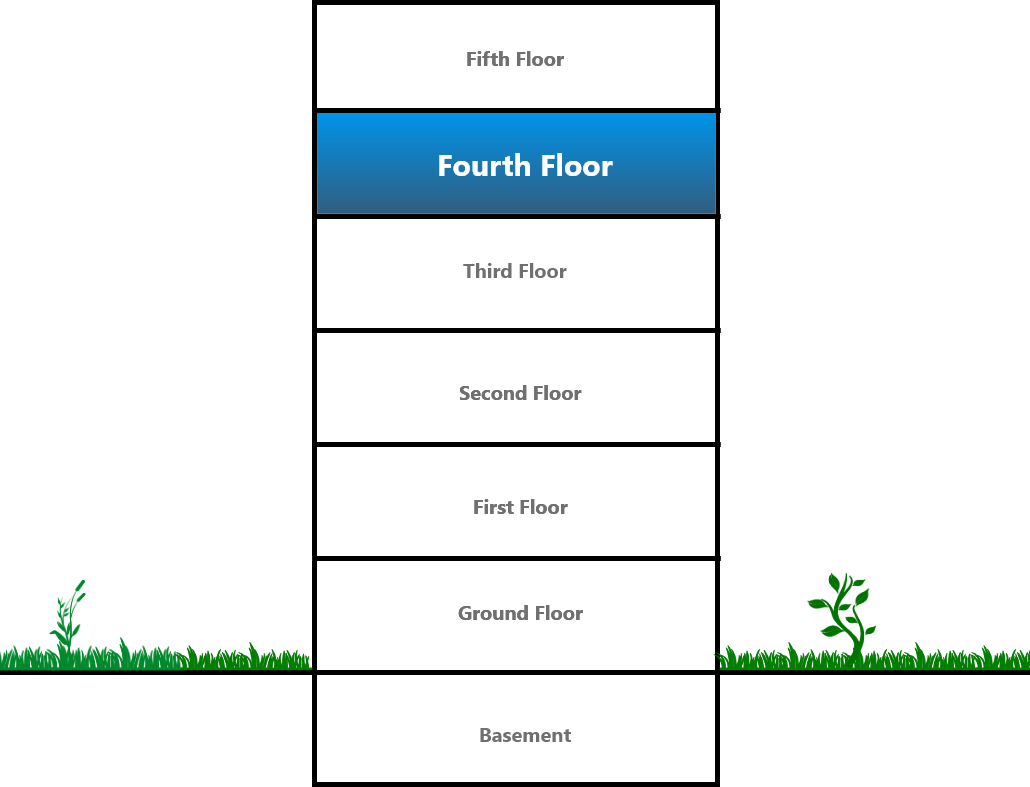 Fifth Floor
Fourth Floor
Third Floor
Second Floor
First Floor
Ground Floor
Basement